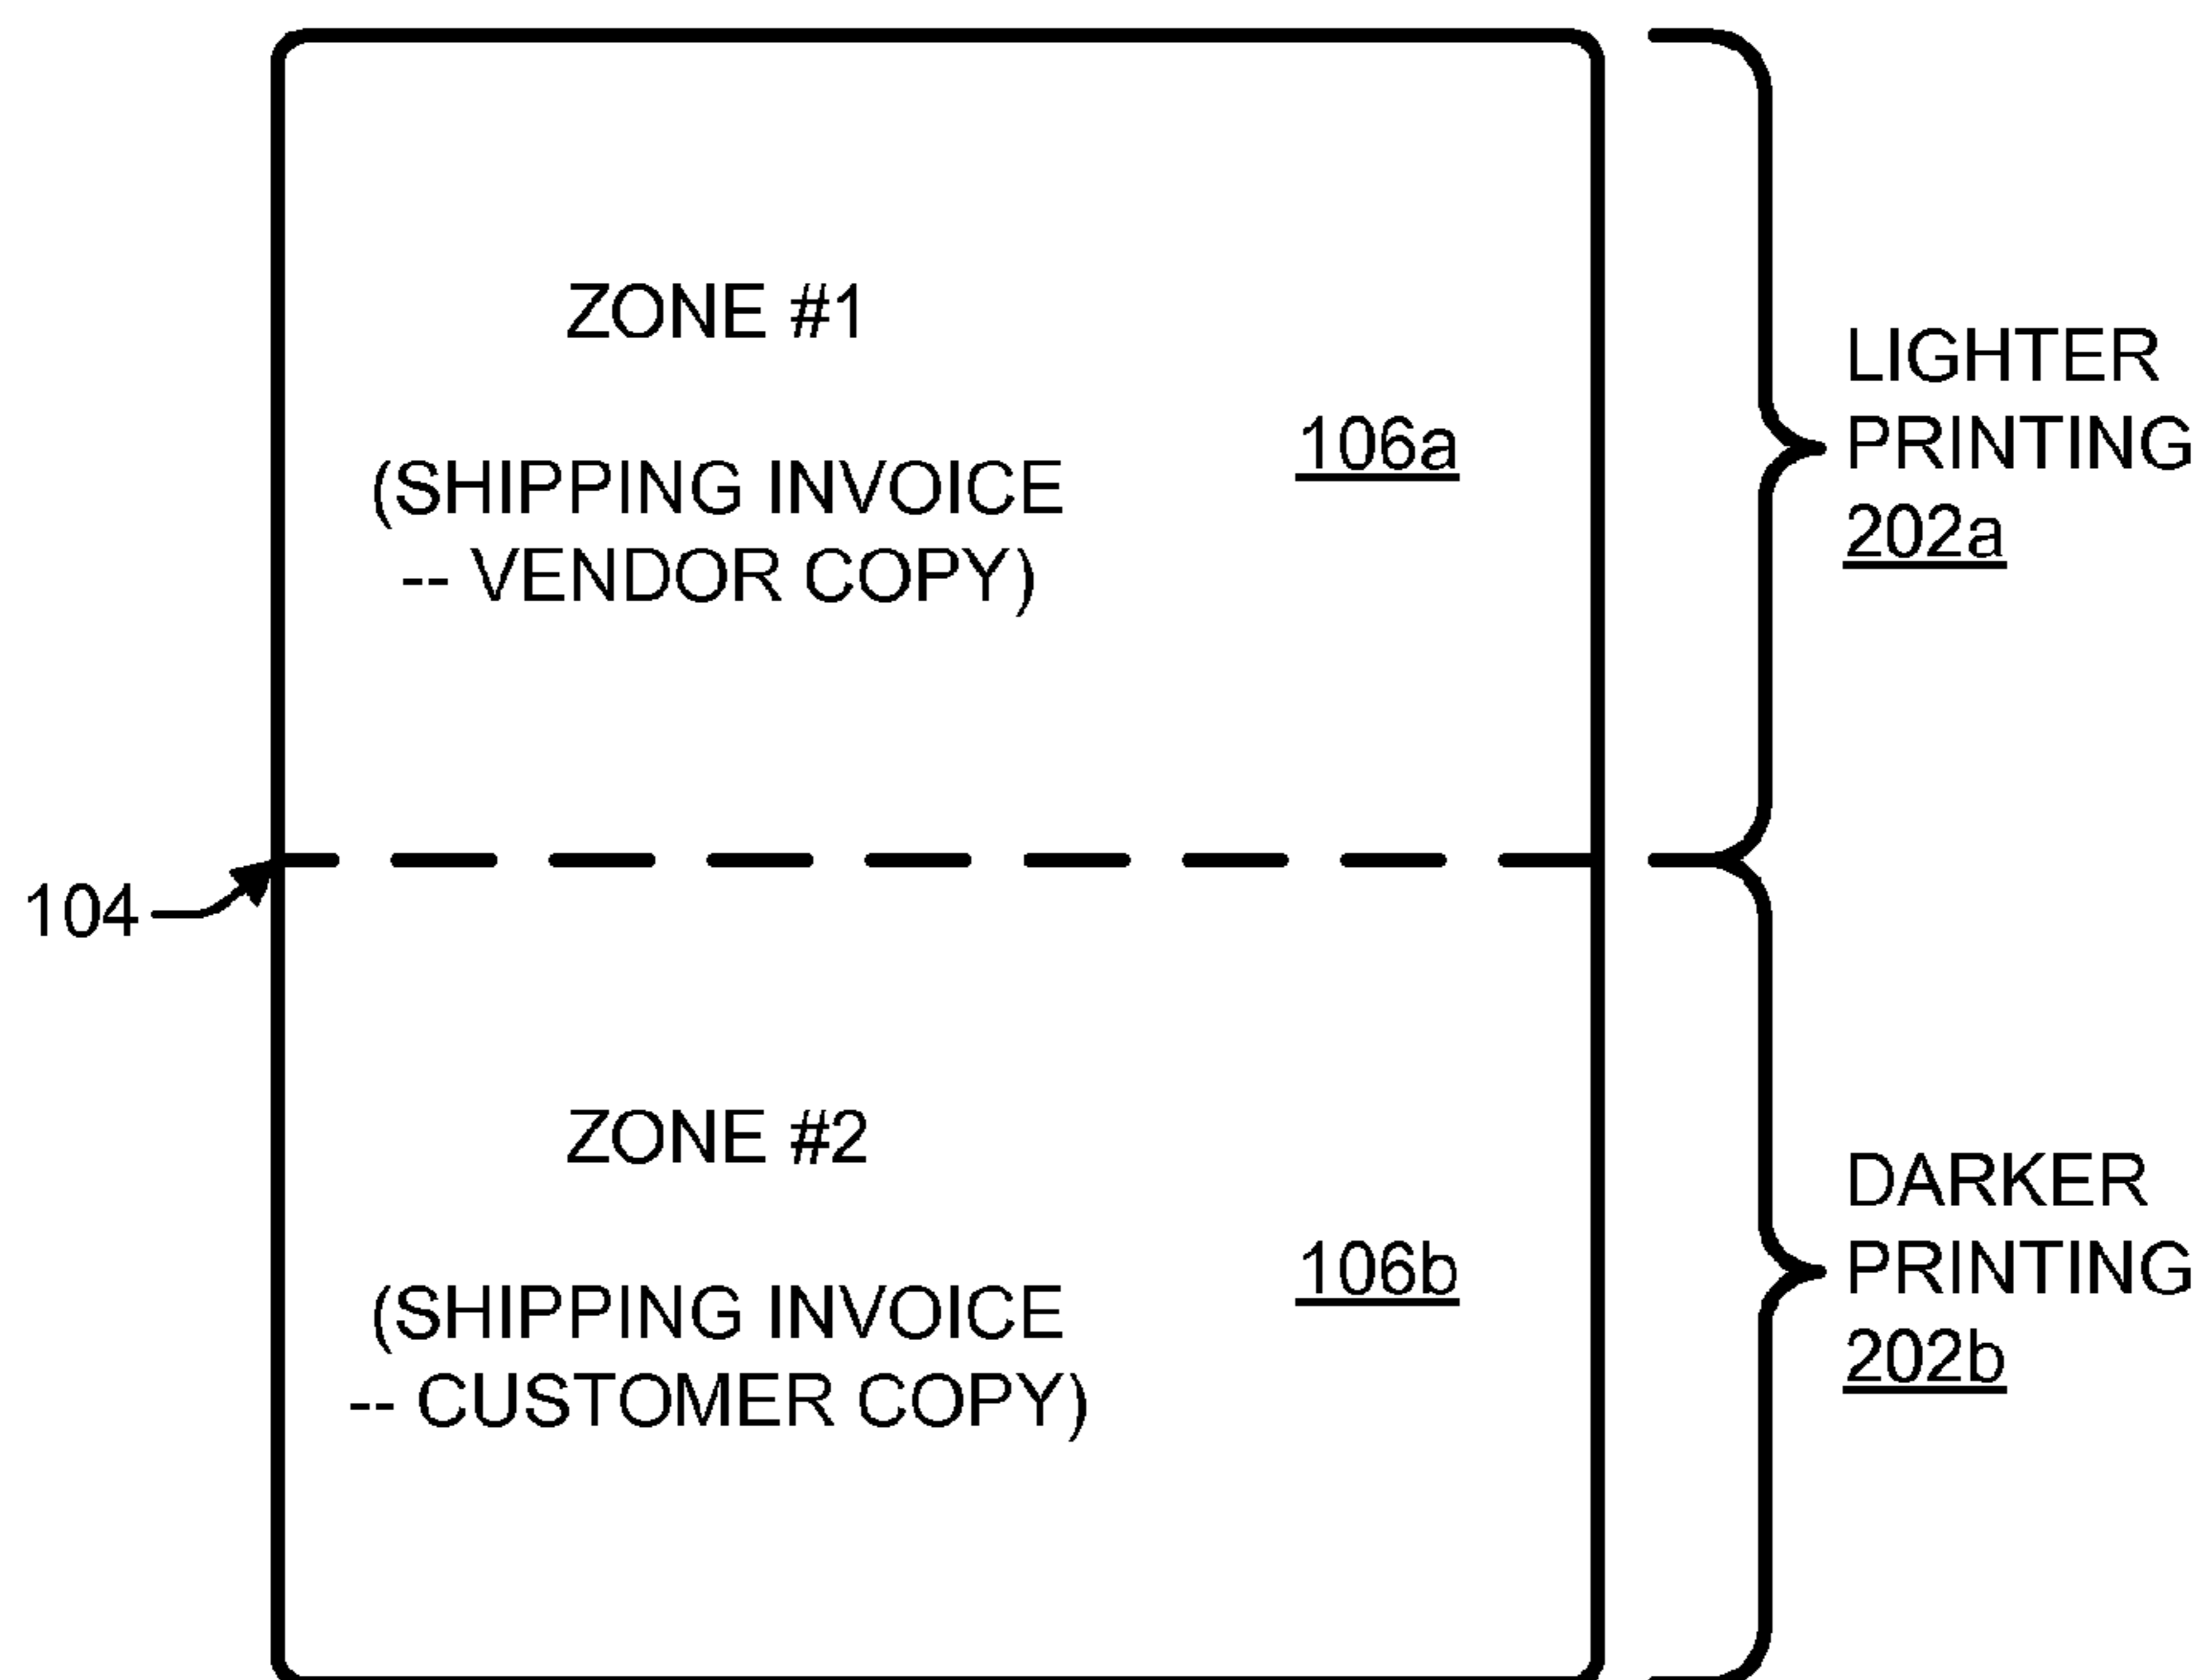 ZONE #1
(SHIPPING INVOICE
-- VENDOR COPY)
106a
LIGHTER
PRINTING
202a
104
ZONE #2
(SHIPPING INVOICE
-- CUSTOMER COPY)
106b
DARKER
PRINTING
202b